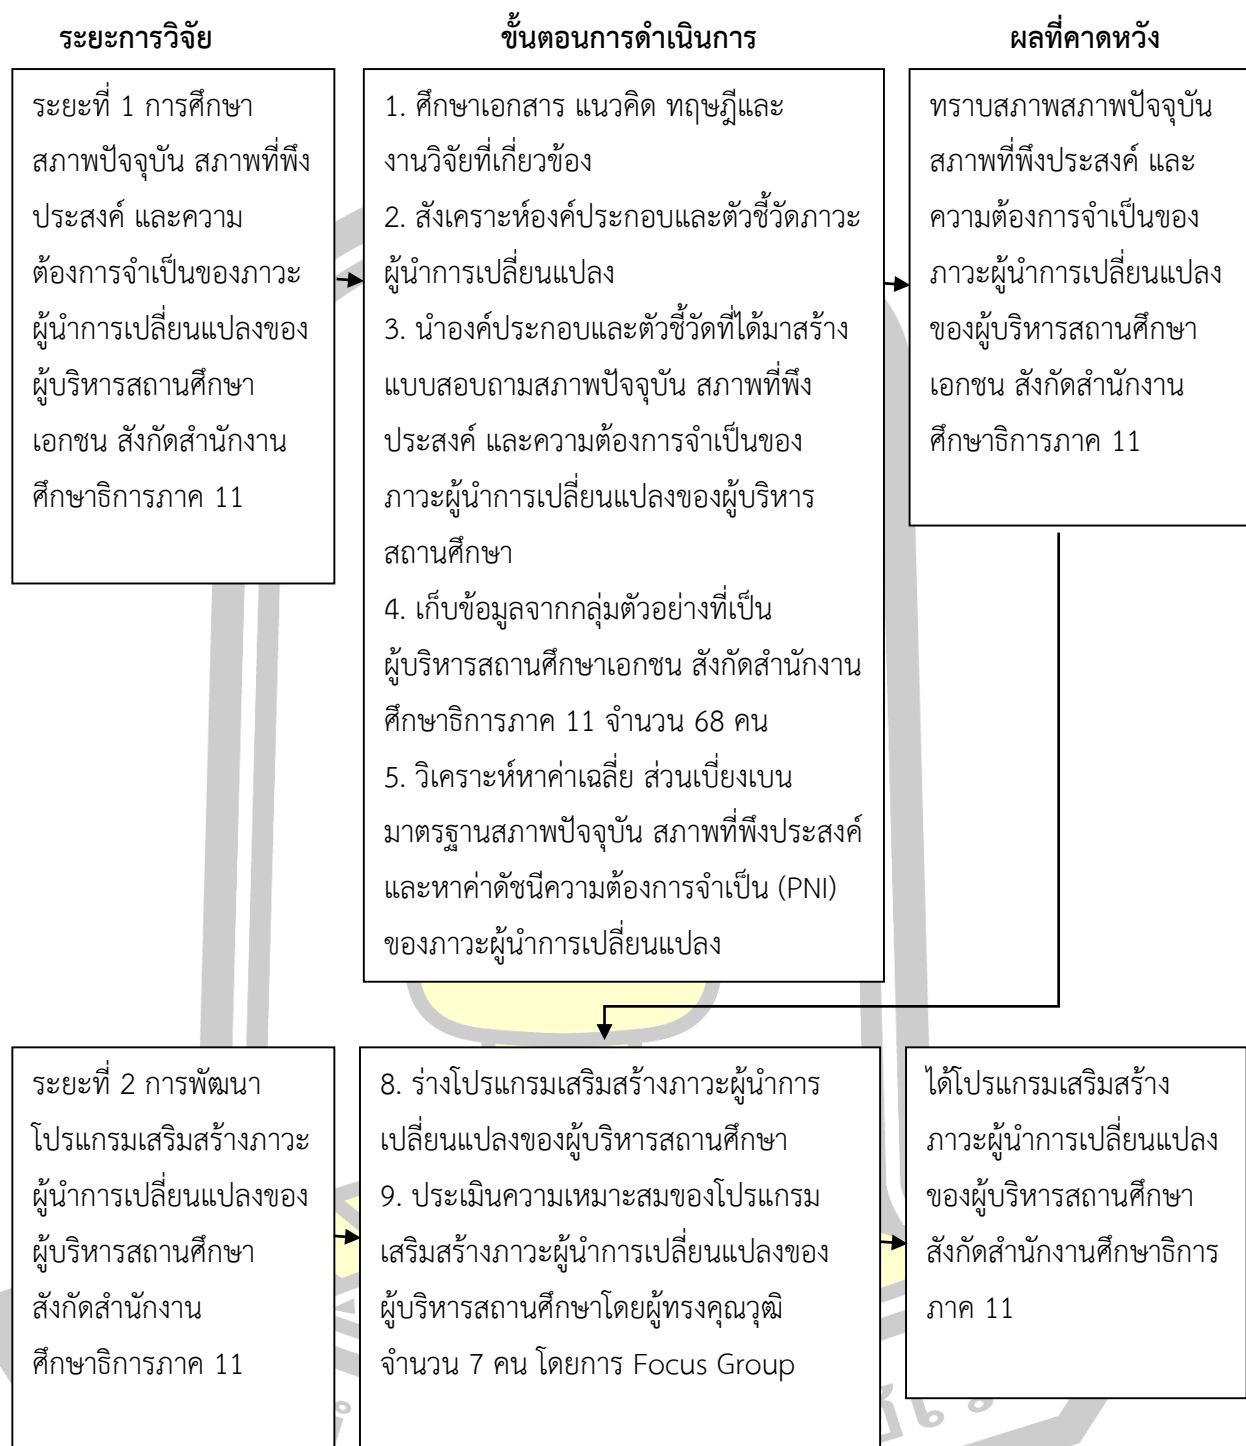 ระยะการวิจัย
ขั้นตอนการดำเนินการ
ผลที่คาดหวัง
ระยะที่ 1 การศึกษา
สภาพปัจจุบัน สภาพที่พึง
ประสงค์ และความ
ต้องการจำเป็นของภาวะ
ผู้นำการเปลี่ยนแปลงของ
ผู้บริหารสถานศึกษา
เอกชน สังกัดสำนักงาน
ศึกษาธิการภาค 11
1. ศึกษาเอกสาร แนวคิด ทฤษฎีและ
งานวิจัยที่เกี่ยวข้อง
2. สังเคราะห์องค์ประกอบและตัวชี้วัดภาวะ
ผู้นำการเปลี่ยนแปลง
3. นำองค์ประกอบและตัวชี้วัดที่ได้มาสร้าง
แบบสอบถามสภาพปัจจุบัน สภาพที่พึง
ประสงค์ และความต้องการจำเป็นของ
ภาวะผู้นำการเปลี่ยนแปลงของผู้บริหาร
สถานศึกษา
4. เก็บข้อมูลจากกลุ่มตัวอย่างที่เป็น
ผู้บริหารสถานศึกษาเอกชน สังกัดสำนักงาน
ศึกษาธิการภาค 11 จำนวน 68 คน
5. วิเคราะห์หาค่าเฉลี่ย ส่วนเบี่ยงเบน
มาตรฐานสภาพปัจจุบัน สภาพที่พึงประสงค์
และหาค่าดัชนีความต้องการจำเป็น (PNI)
ของภาวะผู้นำการเปลี่ยนแปลง
ทราบสภาพสภาพปัจจุบัน
สภาพที่พึงประสงค์ และ
ความต้องการจำเป็นของ
ภาวะผู้นำการเปลี่ยนแปลง
ของผู้บริหารสถานศึกษา
เอกชน สังกัดสำนักงาน
ศึกษาธิการภาค 11
ระยะที่ 2 การพัฒนา
โปรแกรมเสริมสร้างภาวะ
ผู้นำการเปลี่ยนแปลงของ
ผู้บริหารสถานศึกษา
สังกัดสำนักงาน
ศึกษาธิการภาค 11
8. ร่างโปรแกรมเสริมสร้างภาวะผู้นำการ
เปลี่ยนแปลงของผู้บริหารสถานศึกษา
9. ประเมินความเหมาะสมของโปรแกรม
เสริมสร้างภาวะผู้นำการเปลี่ยนแปลงของ
ผู้บริหารสถานศึกษาโดยผู้ทรงคุณวุฒิ
จำนวน 7 คน โดยการ Focus Group
ได้โปรแกรมเสริมสร้าง
ภาวะผู้นำการเปลี่ยนแปลง
ของผู้บริหารสถานศึกษา
สังกัดสำนักงานศึกษาธิการ
ภาค 11